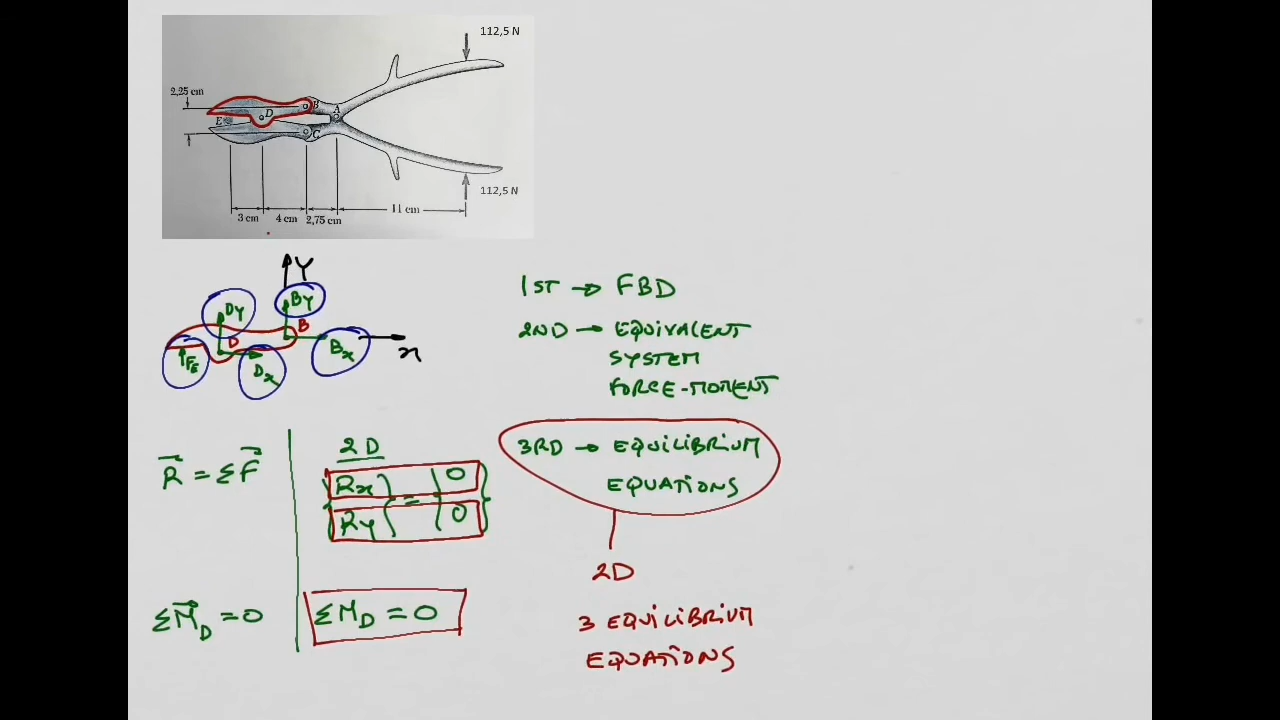 112,5 N
2,25 cm
B
A
D
E
C
112,5 N
11 cm
3 cm
4 cm
2,75 cm
Y
DY
BY
B
D
FE
Dx
Bx
x
1ST → FBD
2ND → EQUIVALENT
SYSTEM
FORCE-MOMENT
3RD → EQUILIBRIUM
EQUATIONS
2D
3 EQUILIBRIUM
EQUATIONS
R = ΣF
2D
Rx = 0
Ry 0
ΣM_D = 0
ΣM_D = 0